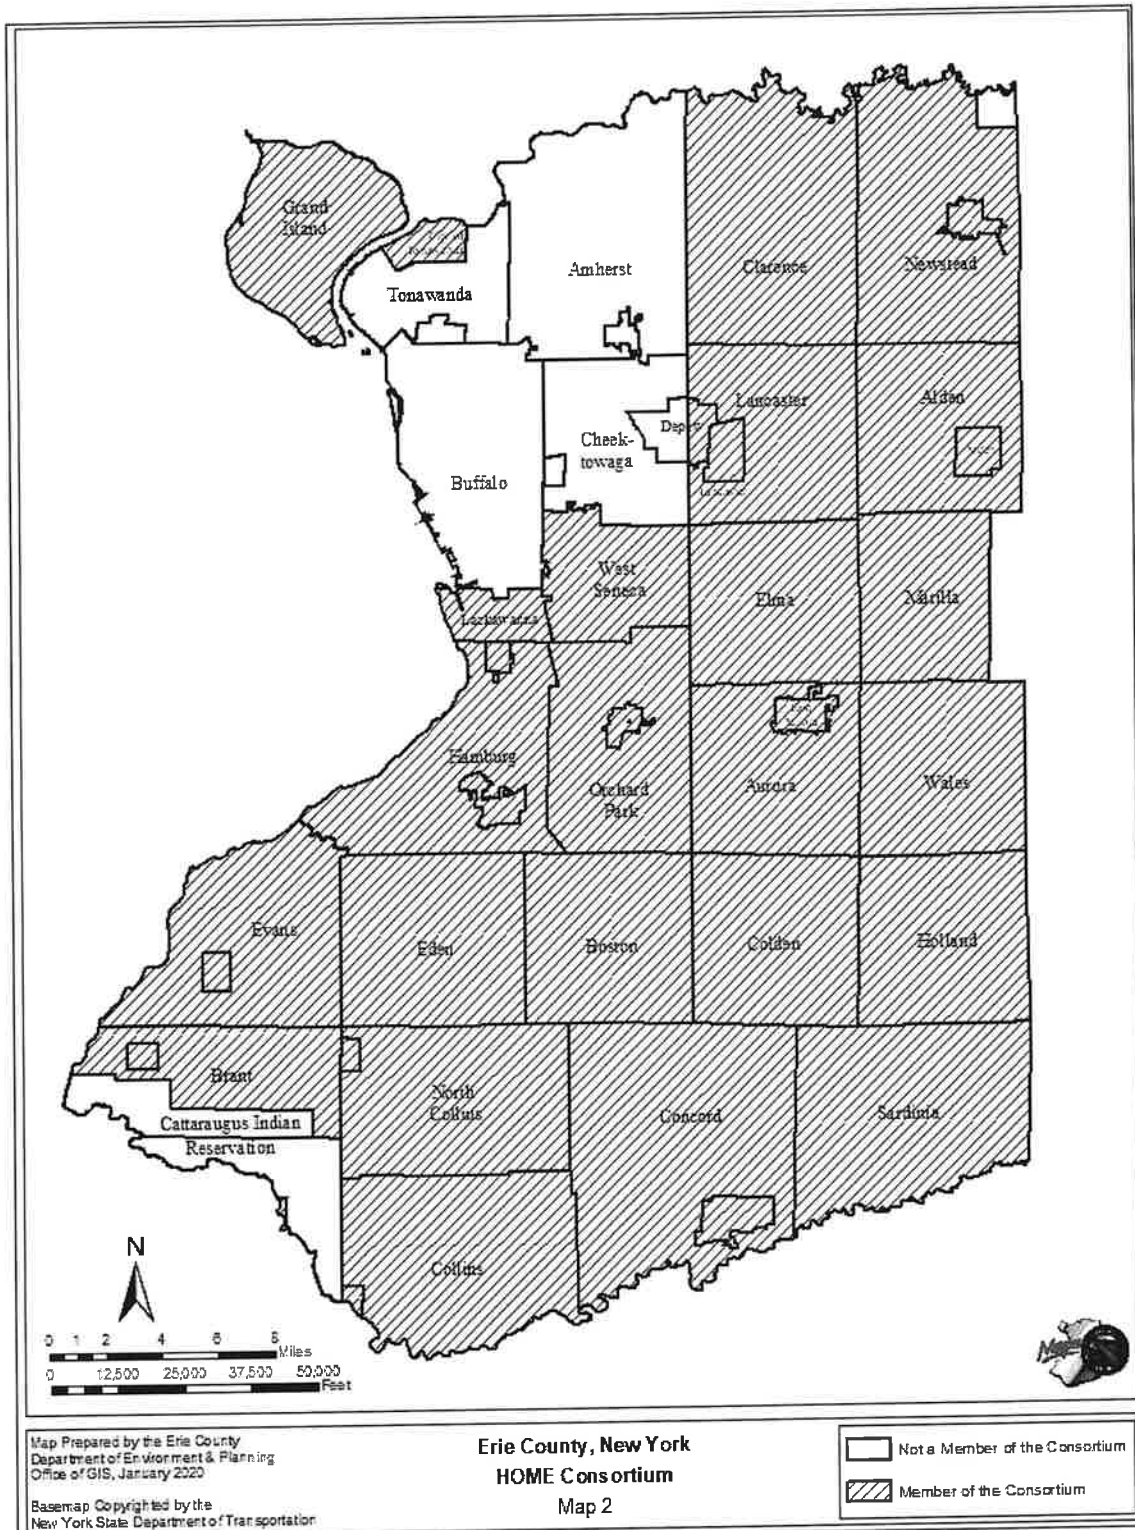 Grand
Island
Tonawanda
Amherst
Clarence
Newstead
Lancaster
Alden
Depew
Cheek-
towaga
Buffalo
West
Seneca
Elma
Marilla
Lackawanna
Hamburg
Orchard
Park
Aurora
Wales
Evans
Eden
Boston
Colden
Holland
Brant
North
Collins
Concord
Sardinia
Cattaraugus Indian
Reservation
Collins
N
0 1 2 4 6 8
Miles
0 12,500 25,000 37,500 50,000
Feet
Map Prepared by the Erie County
Department of Environment & Planning
Office of GIS, January 2020
Basemap Copyrighted by the
New York State Department of Transportation
Erie County, New York
HOME Consortium
Map 2
Not a Member of the Consortium
Member of the Consortium